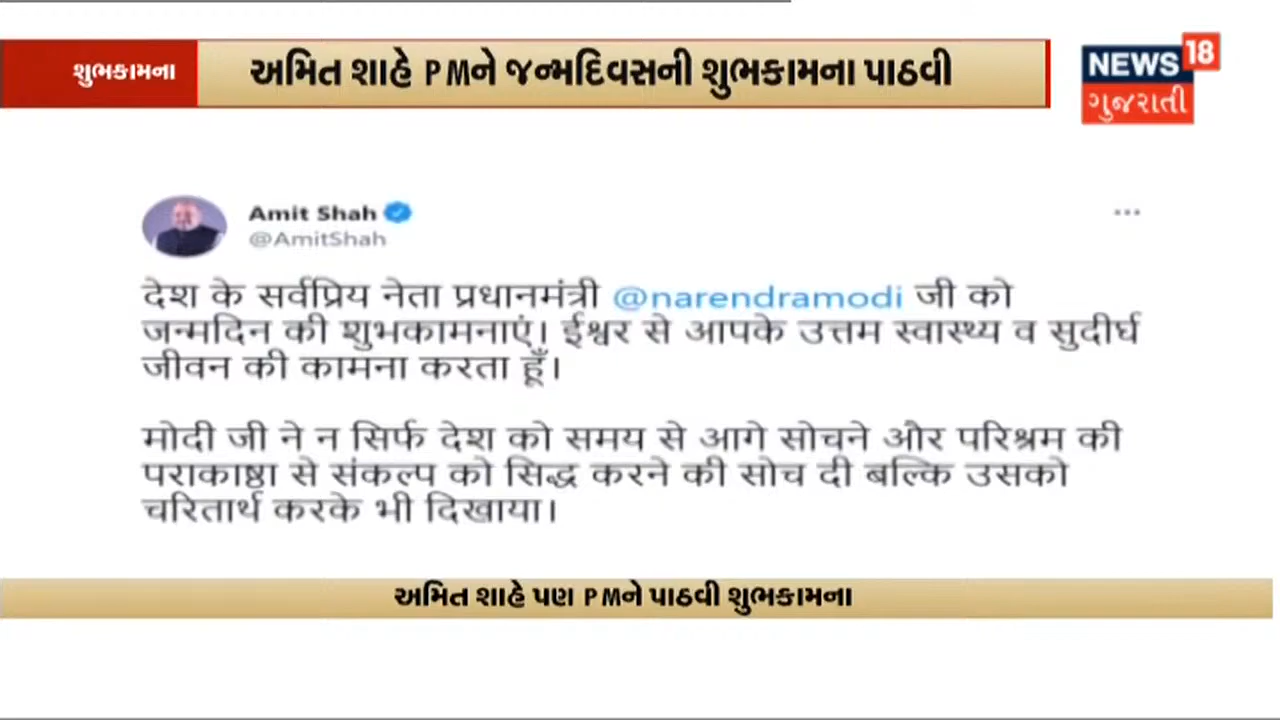 શુભકામના
અમિત શાહે PMને જન્મદિવસની શુભકામના પાઠવી
NEWS 18
ગુજરાતી
Amit Shah
@AmitShah
देश के सर्वप्रिय नेता प्रधानमंत्री @narendramodi जी को
जन्मदिन की शुभकामनाएं। ईश्वर से आपके उत्तम स्वास्थ्य व सुदीर्घ
जीवन की कामना करता हूँ।
मोदी जी ने न सिर्फ देश को समय से आगे सोचने और परिश्रम की
पराकाष्ठा से संकल्प को सिद्ध करने की सोच दी बल्कि उसको
चरितार्थ करके भी दिखाया।
અમિત શાહે પણ PMને પાઠવી શુભકામના